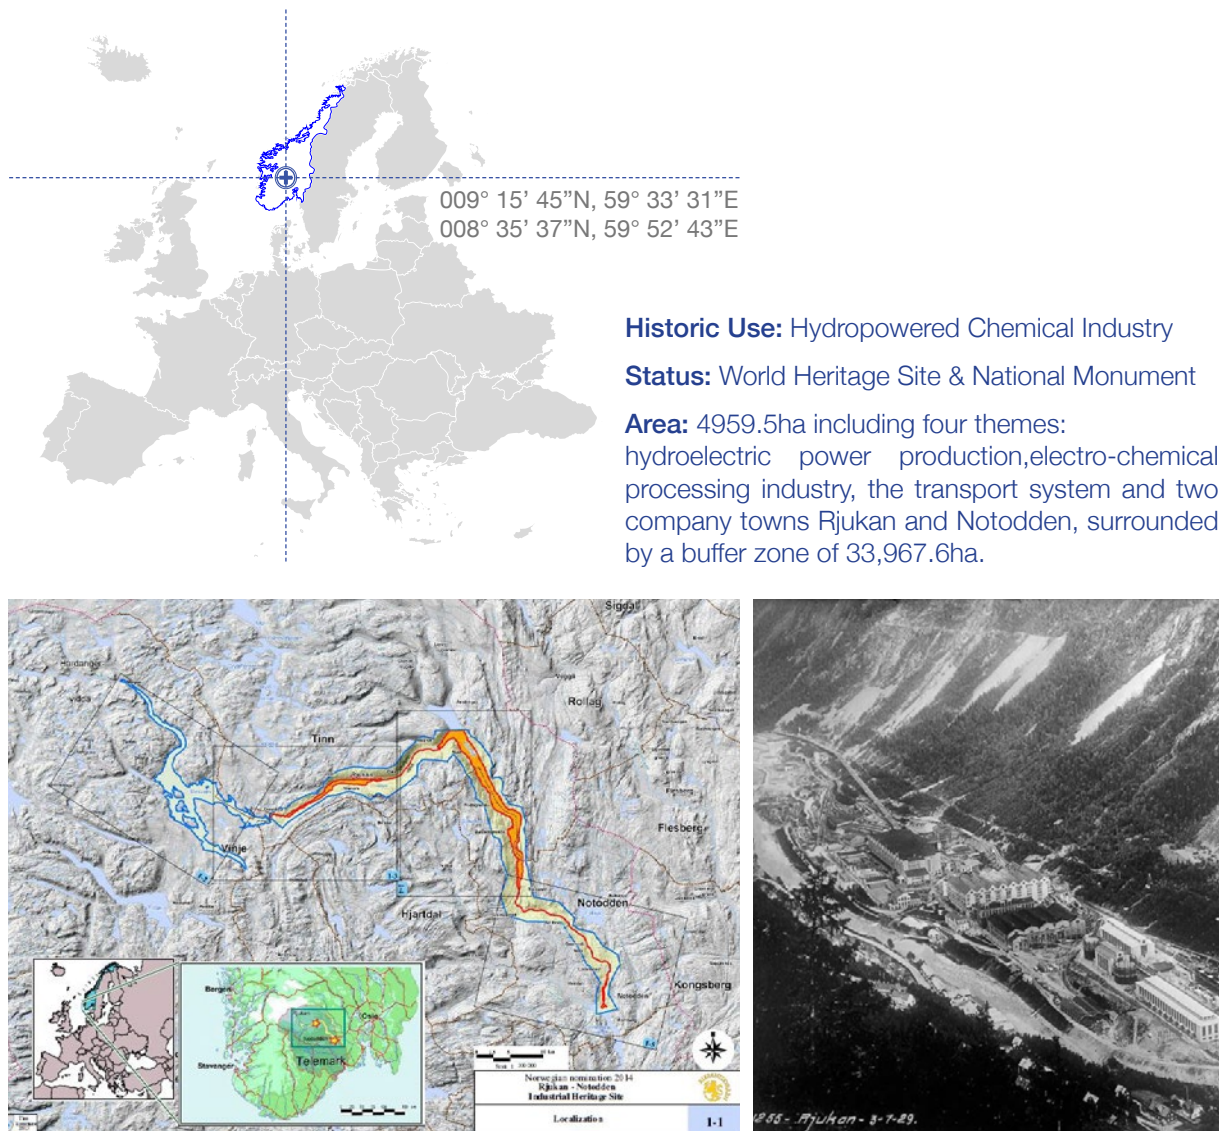 009° 15’ 45”N, 59° 33’ 31”E
008° 35’ 37”N, 59° 52’ 43”E
Historic Use: Hydropowered Chemical Industry
Status: World Heritage Site & National Monument
Area: 4959.5ha including four themes:
hydroelectric power production,electro-chemical
processing industry, the transport system and two
company towns Rjukan and Notodden, surrounded
by a buffer zone of 33,967.6ha.
Sigdal
Rollag
Tinn
Flesberg
Vinje
Hjartdal
Notodden
Notodden
Kongsberg
Bergen
Oslo
Stavanger
Telemark
Norwegian nomination 2014
Rjukan - Notodden
Industrial Heritage Site
Localization
1-1
1255 - Rjukan - 3-7-29.